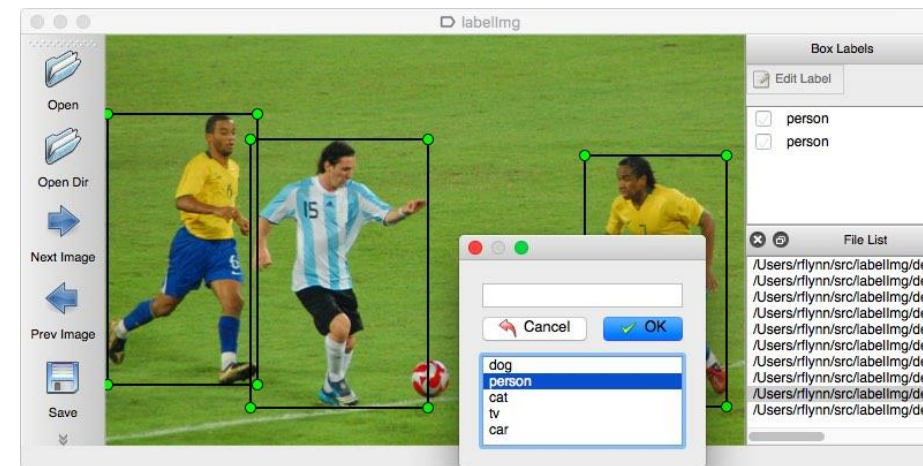 labelImg
Open
Open Dir
Next Image
Prev Image
Save
15
6
7
Cancel
OK
dog
person
cat
tv
car
Box Labels
Edit Label
person
person
File List
/Users/rflynn/src/labelImg/de
/Users/rflynn/src/labelImg/de
/Users/rflynn/src/labelImg/de
/Users/rflynn/src/labelImg/de
/Users/rflynn/src/labelImg/de
/Users/rflynn/src/labelImg/de
/Users/rflynn/src/labelImg/de
/Users/rflynn/src/labelImg/de
/Users/rflynn/src/labelImg/de
/Users/rflynn/src/labelImg/de